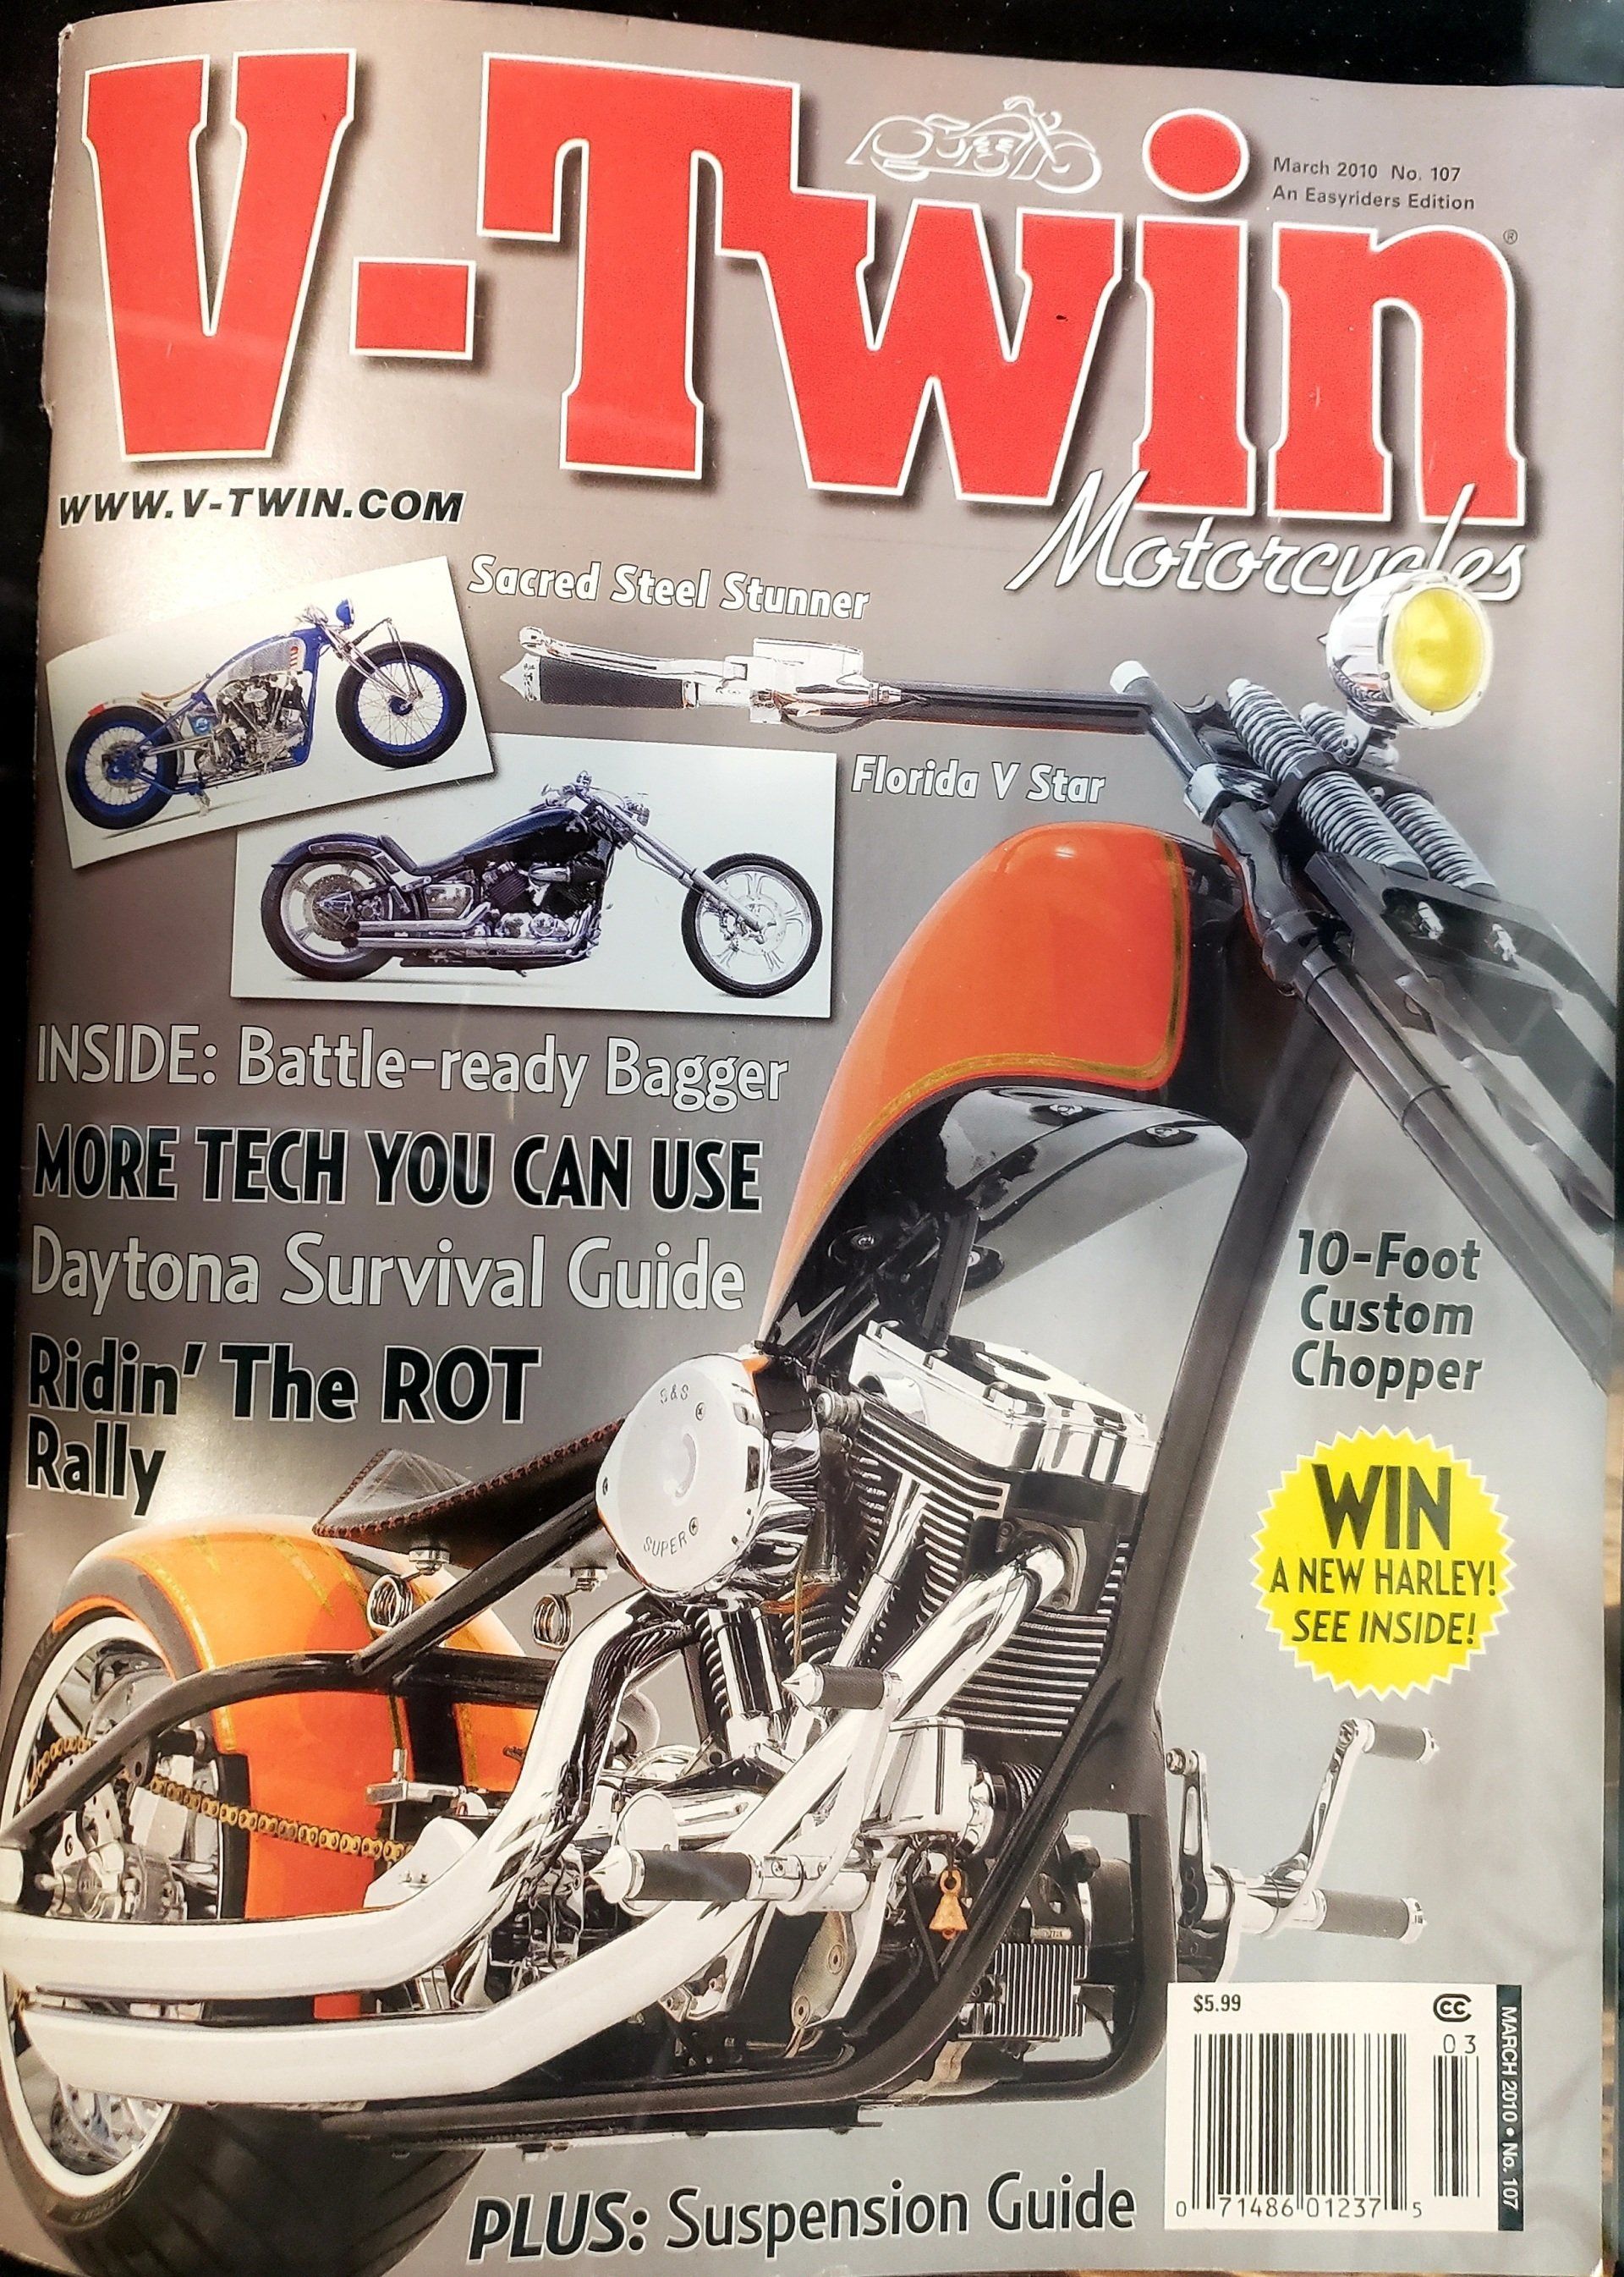 V-Twin
March 2010 No. 107
An Easyriders Edition
®
Motorcycles
WWW.V-TWIN.COM
Sacred Steel Stunner
Florida V Star
INSIDE: Battle-ready Bagger
MORE TECH YOU CAN USE
Daytona Survival Guide
Ridin' The ROT
Rally
10-Foot
Custom
Chopper
S&S
SUPER
WIN
A NEW HARLEY!
SEE INSIDE!
$5.99
CC
03
0 71486 01237 5
MARCH 2010 • No. 107
PLUS: Suspension Guide